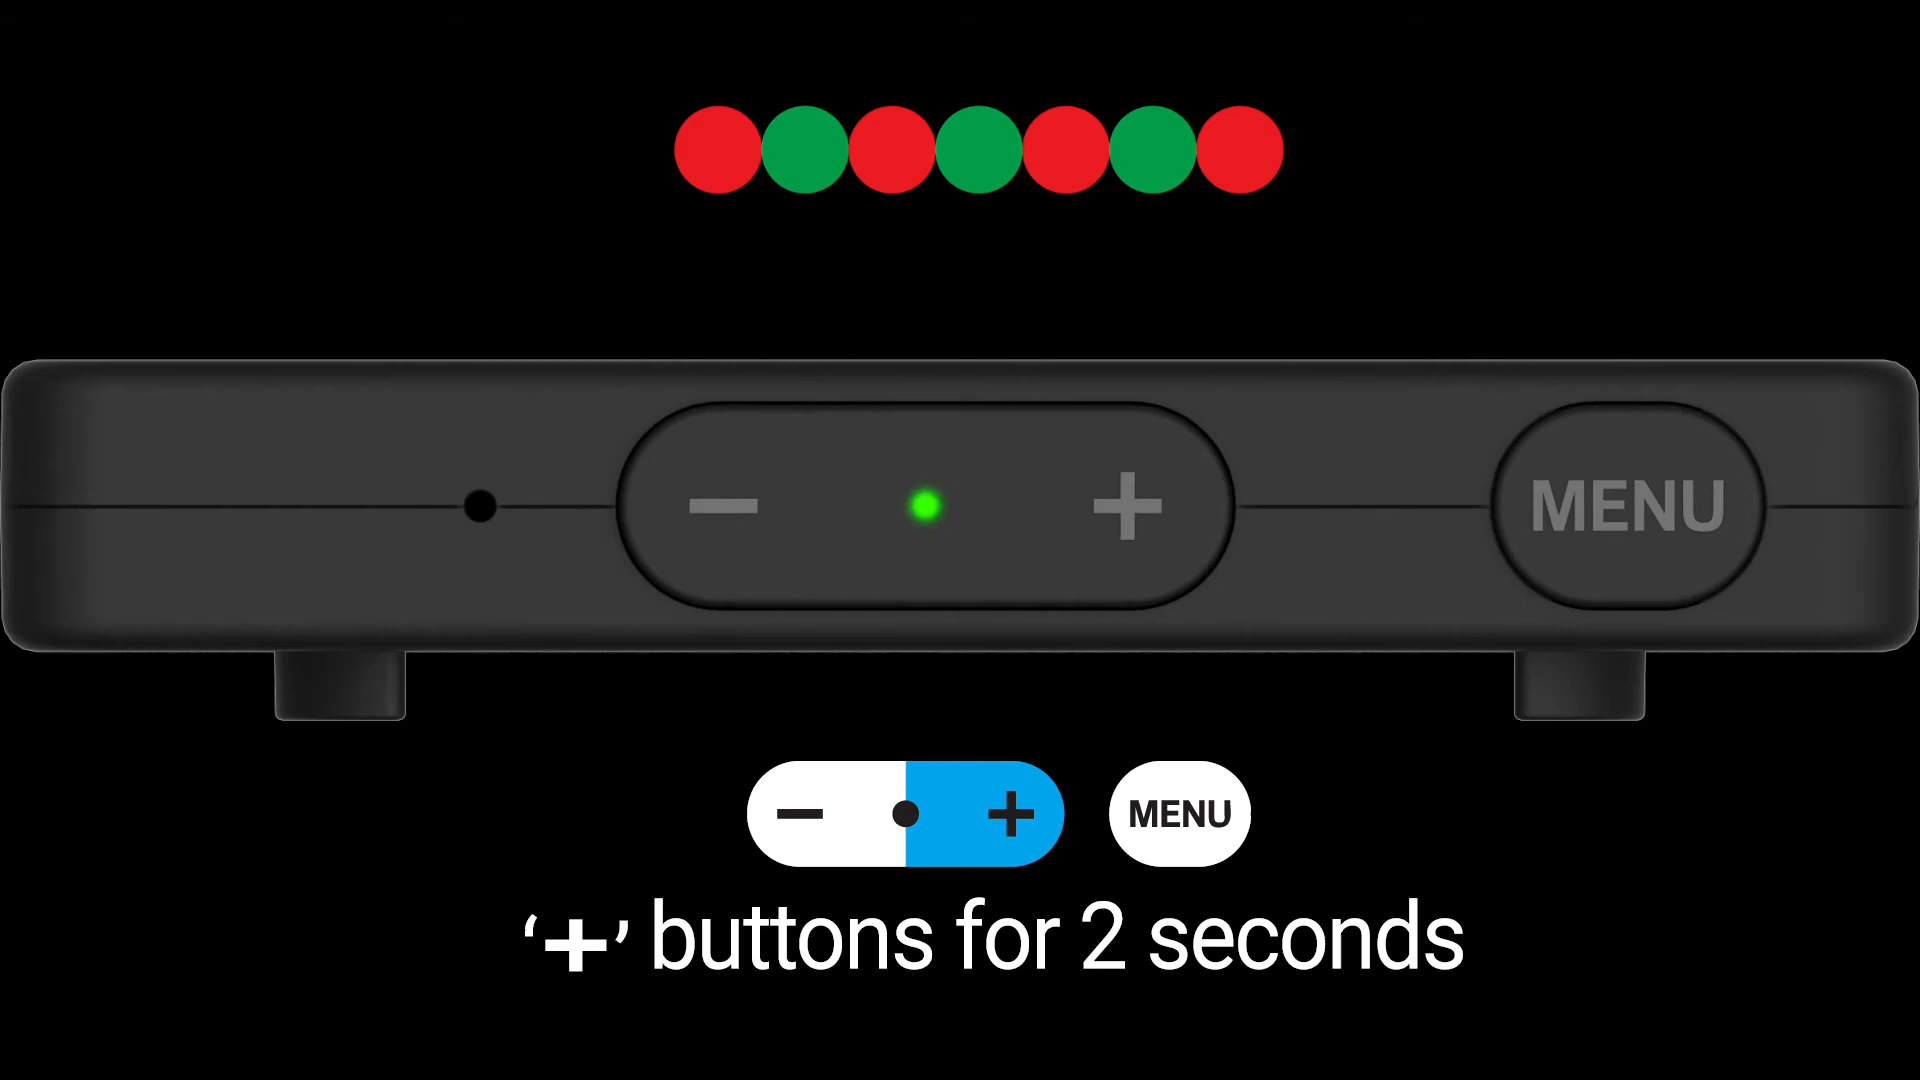 − + MENU
− + MENU
‘+’ buttons for 2 seconds